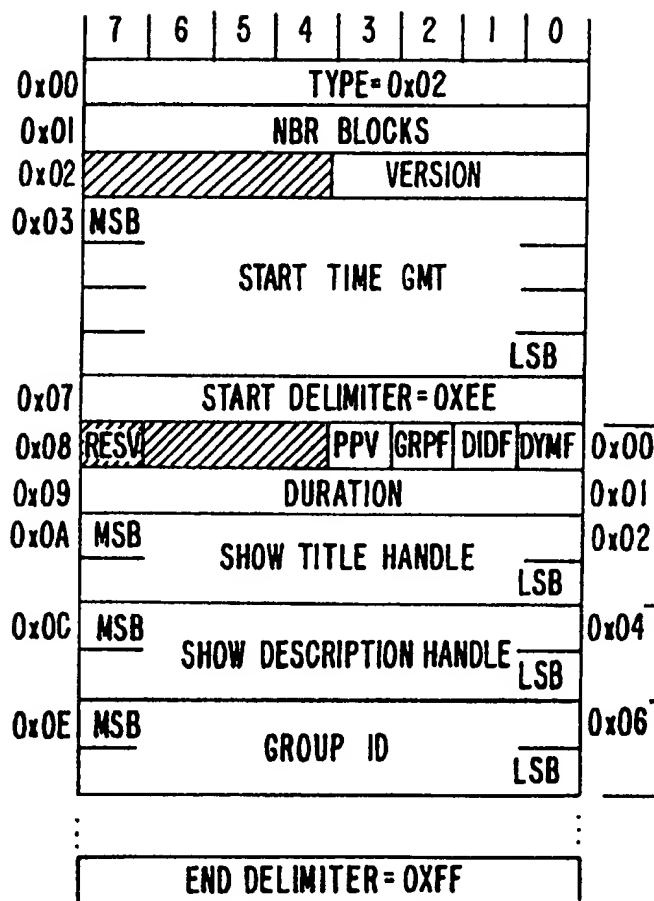 7 6 5 4 3 2 1 0
0x00 TYPE=0x02
0x01 NBR BLOCKS
0x02 VERSION
0x03 MSB
START TIME GMT
LSB
0x07 START DELIMITER=0XEE
0x08 RESV PPV GRPF DIDF DYMF 0x00
0x09 DURATION 0x01
0x0A MSB 0x02
SHOW TITLE HANDLE
LSB
0x0C MSB 0x04
SHOW DESCRIPTION HANDLE
LSB
0x0E MSB 0x06
GROUP ID
LSB
END DELIMITER=0XFF